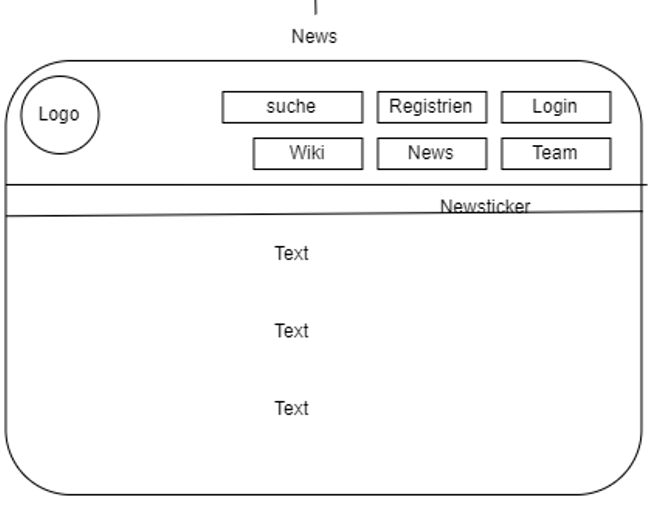 News
Logo
suche
Registrien
Login
Wiki
News
Team
Newsticker
Text
Text
Text